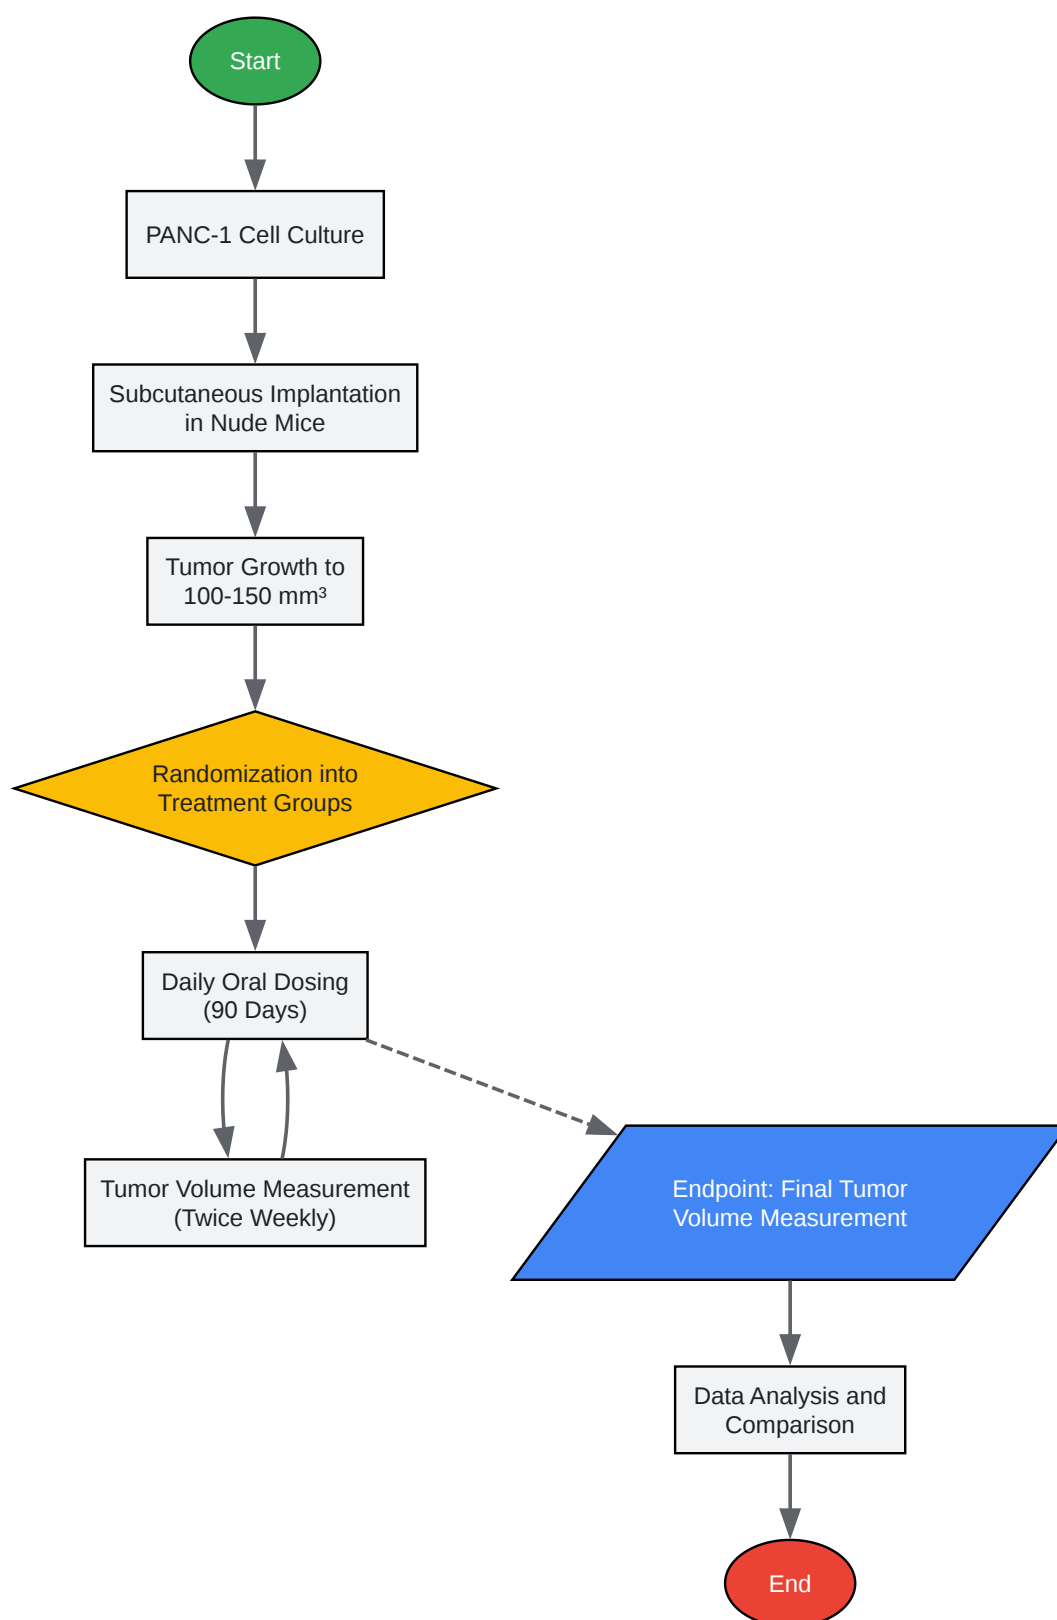 Start
PANC-1 Cell Culture
Subcutaneous Implantation
in Nude Mice
Tumor Growth to
100-150 mm³
Randomization into
Treatment Groups
Daily Oral Dosing
(90 Days)
Tumor Volume Measurement
(Twice Weekly)
Endpoint: Final Tumor
Volume Measurement
Data Analysis and
Comparison
End